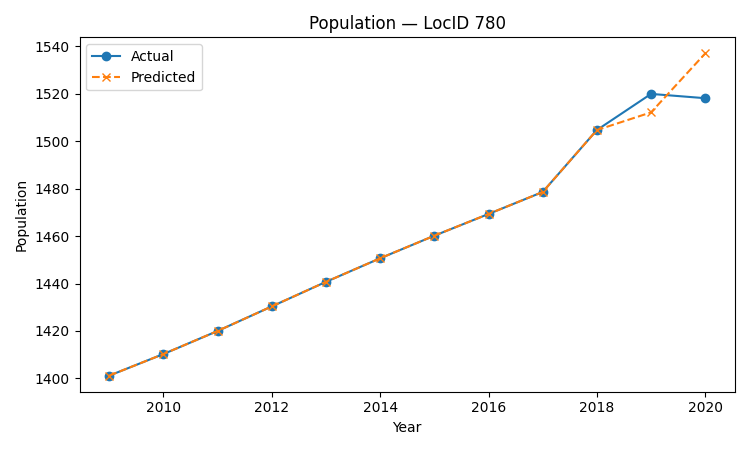 Population — LocID 780
Actual
Predicted
Population
1540
1520
1500
1480
1460
1440
1420
1400
2010 2012 2014 2016 2018 2020
Year